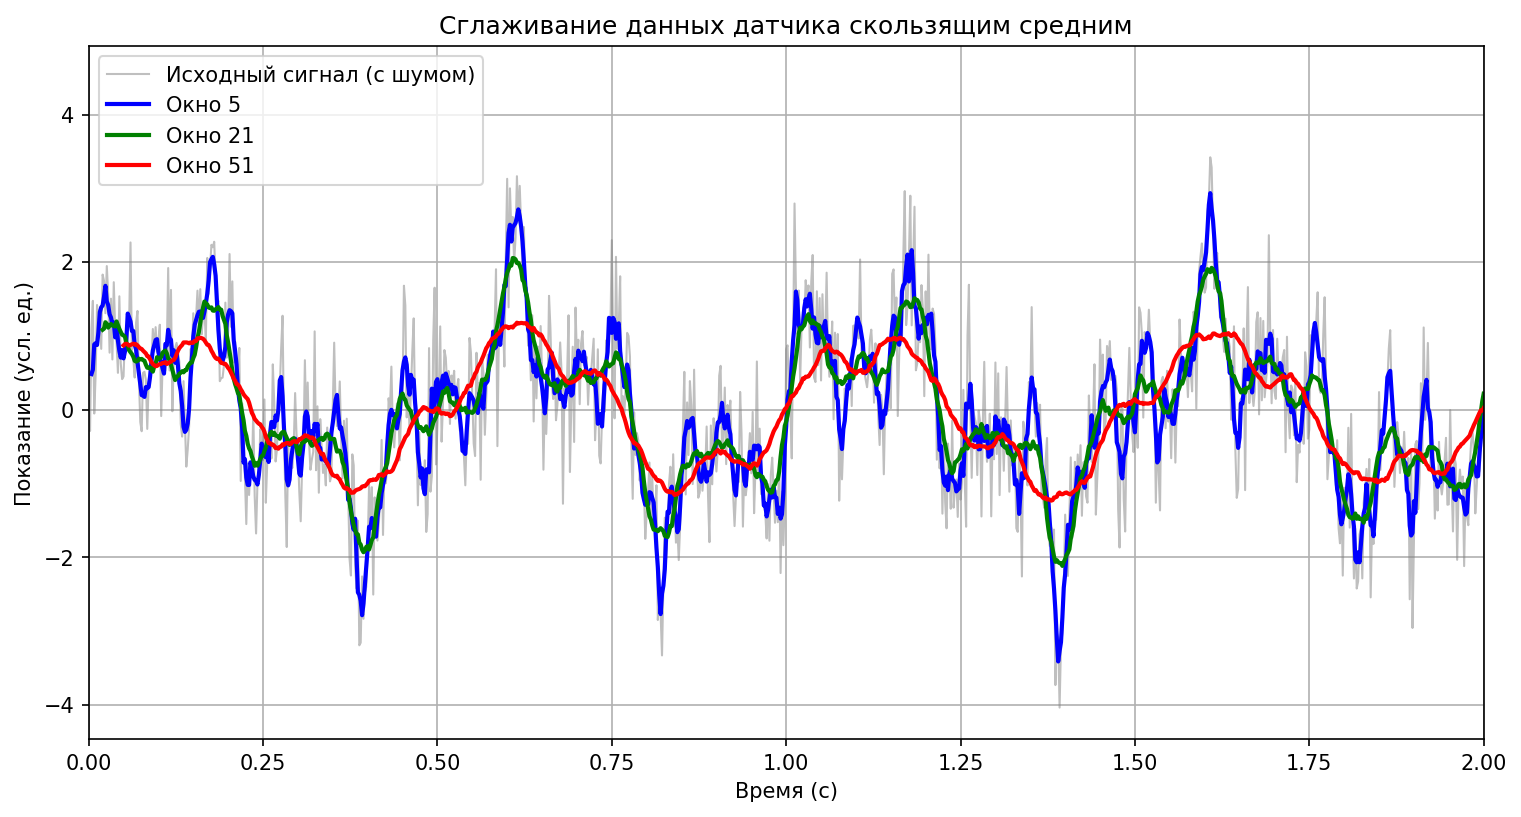 Сглаживание данных датчика скользящим средним
Исходный сигнал (с шумом)
Окно 5
Окно 21
Окно 51
Показание (усл. ед.)
4
2
0
−2
−4
0.00 0.25 0.50 0.75 1.00 1.25 1.50 1.75 2.00
Время (с)